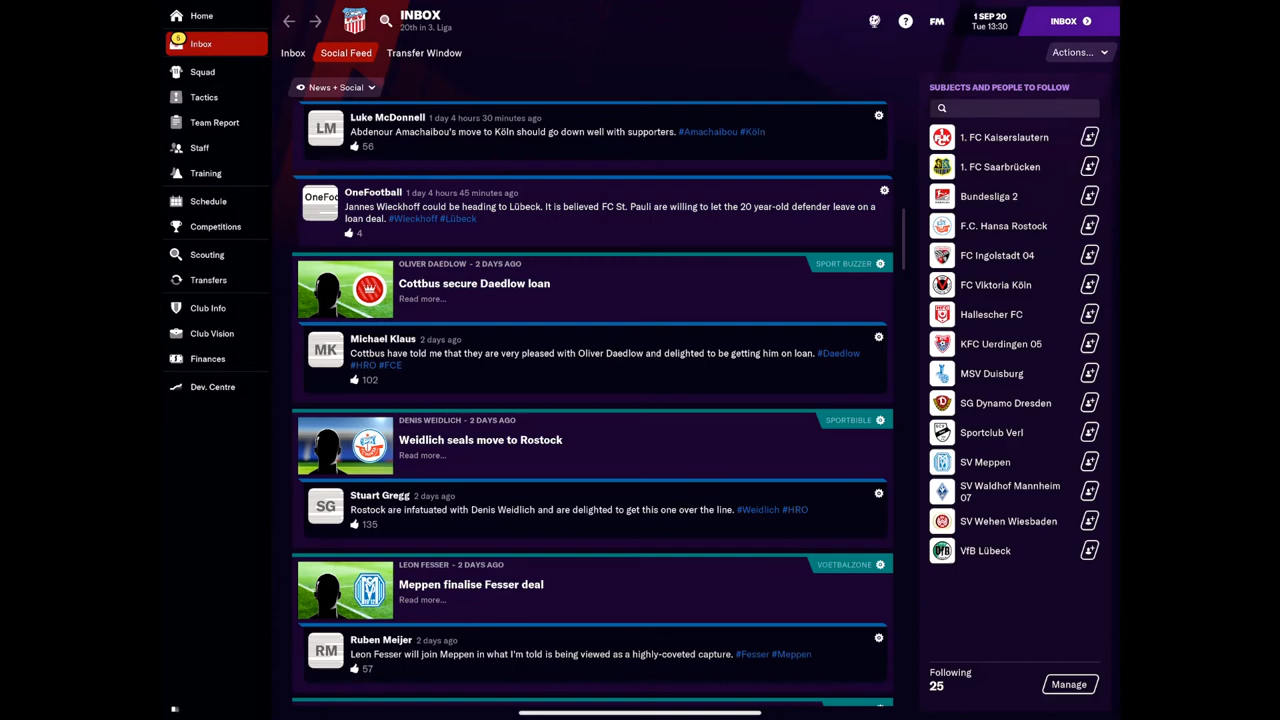 Home
5
Inbox
Squad
Tactics
Team Report
Staff
Training
Schedule
Competitions
Scouting
Transfers
Club Info
Club Vision
Finances
Dev. Centre
INBOX
20th in 3. Liga
?
FM
1 SEP 20
Tue 13:30
INBOX
Inbox
Social Feed
Transfer Window
Actions...
News + Social
LM
Luke McDonnell 1 day 4 hours 30 minutes ago
Abdenour Amachaibou's move to Köln should go down well with supporters. #Amachaibou #Köln
56
OneFoo
OneFootball 1 day 4 hours 45 minutes ago
Jannes Wieckhoff could be heading to Lübeck. It is believed FC St. Pauli are willing to let the 20 year-old defender leave on a
loan deal. #Wieckhoff #Lübeck
4
OLIVER DAEDLOW - 2 DAYS AGO
SPORT BUZZER
Cottbus secure Daedlow loan
Read more...
MK
Michael Klaus 2 days ago
Cottbus have told me that they are very pleased with Oliver Daedlow and delighted to be getting him on loan. #Daedlow
#HRO #FCE
102
DENIS WEIDLICH - 2 DAYS AGO
SPORTBIBLE
Weidlich seals move to Rostock
Read more...
SG
Stuart Gregg 2 days ago
Rostock are infatuated with Denis Weidlich and are delighted to get this one over the line. #Weidlich #HRO
135
LEON FESSER - 2 DAYS AGO
VOETBALZONE
Meppen finalise Fesser deal
Read more...
RM
Ruben Meijer 2 days ago
Leon Fesser will join Meppen in what I'm told is being viewed as a highly-coveted capture. #Fesser #Meppen
57
SUBJECTS AND PEOPLE TO FOLLOW
1. FC Kaiserslautern
1. FC Saarbrücken
Bundesliga 2
F.C. Hansa Rostock
FC Ingolstadt 04
FC Viktoria Köln
Hallescher FC
KFC Uerdingen 05
MSV Duisburg
SG Dynamo Dresden
Sportclub Verl
SV Meppen
SV Waldhof Mannheim
07
SV Wehen Wiesbaden
VfB Lübeck
Following
25
Manage